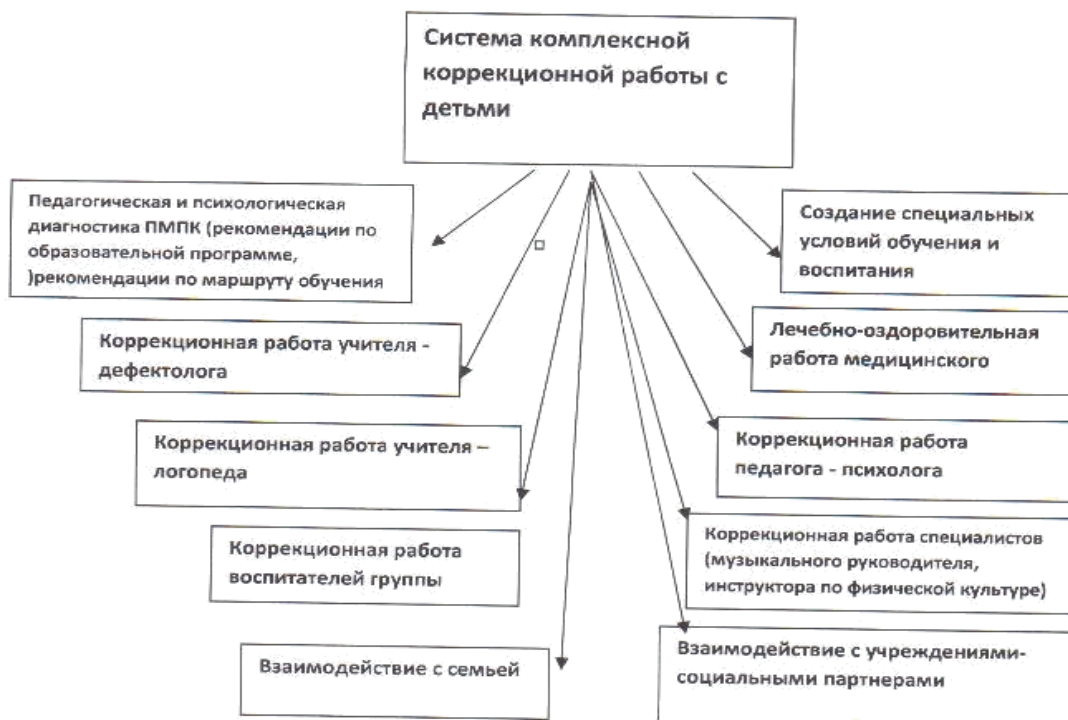 Система комплексной
коррекционной работы с
детьми
Педагогическая и психологическая
диагностика ПМПК (рекомендации по
образовательной программе,
)рекомендации по маршруту обучения
Создание специальных
условий обучения и
воспитания
Коррекционная работа учителя -
дефектолога
Лечебно-оздоровительная
работа медицинского
Коррекционная работа учителя –
логопеда
Коррекционная работа
педагога - психолога
Коррекционная работа
воспитателей группы
Коррекционная работа специалистов
(музыкального руководителя,
инструктора по физической культуре)
Взаимодействие с семьей
Взаимодействие с учреждениями-
социальными партнерами